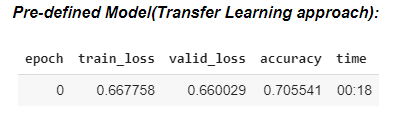 Pre-defined Model(Transfer Learning approach):
epoch train_loss valid_loss accuracy time
0 0.667758 0.660029 0.705541 00:18